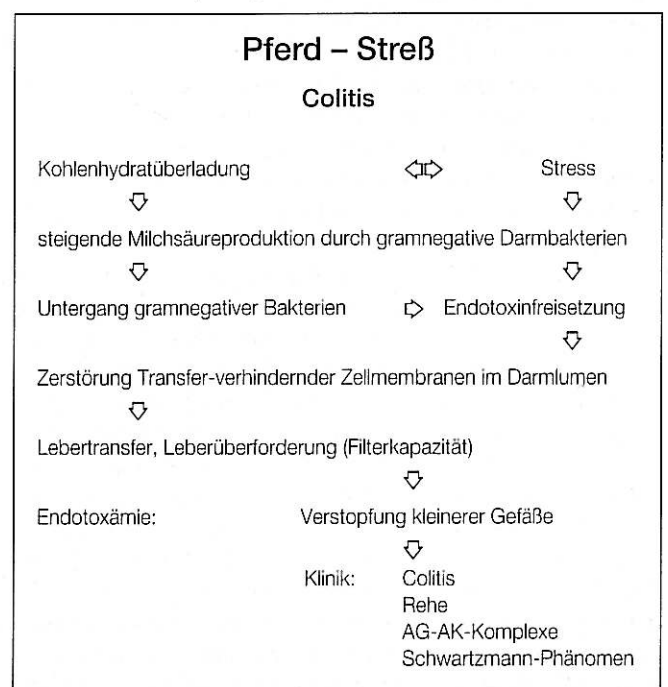 Pferd – Streß
Colitis
Kohlenhydratüberladung Stress
steigende Milchsäureproduktion durch gramnegative Darmbakterien
Untergang gramnegativer Bakterien Endotoxinfreisetzung
Zerstörung Transfer-verhindernder Zellmembranen im Darmlumen
Lebertransfer, Leberüberforderung (Filterkapazität)
Endotoxämie: Verstopfung kleinerer Gefäße
Klinik: Colitis
Rehe
AG-AK-Komplexe
Schwartzmann-Phänomen